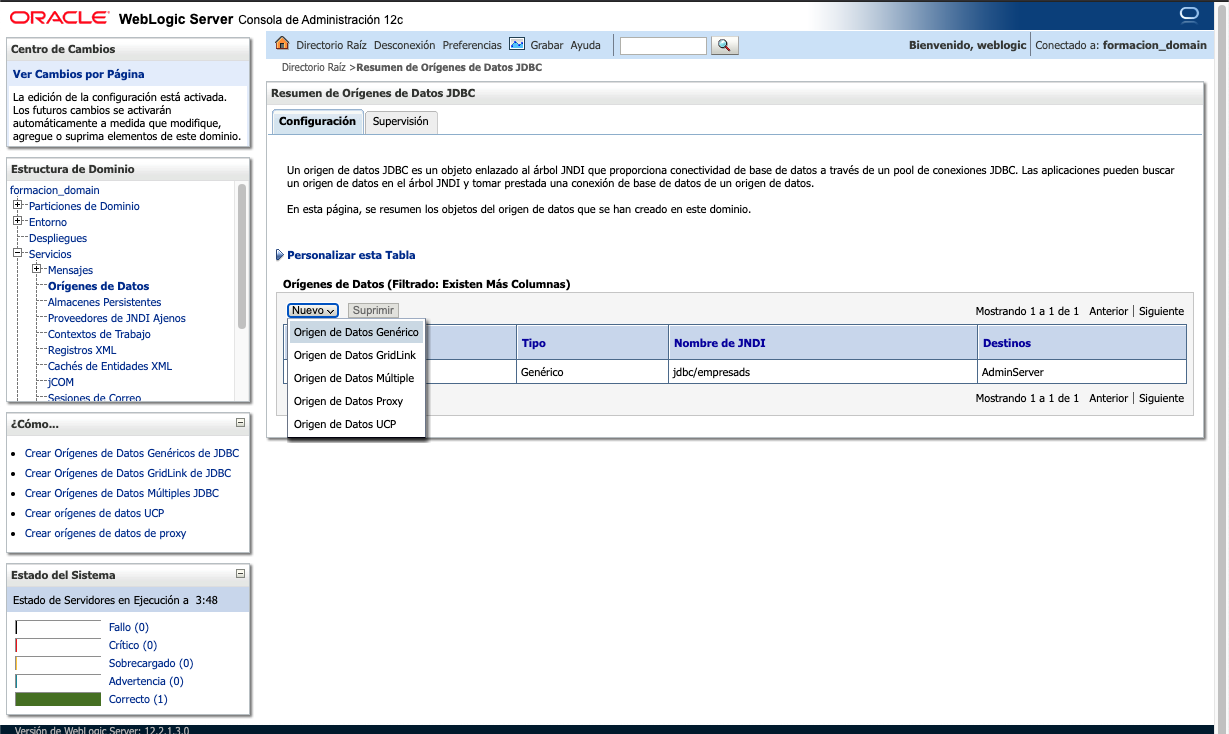 ORACLE® WebLogic Server Consola de Administración 12c
Centro de Cambios
Ver Cambios por Página
La edición de la configuración está activada.
Los futuros cambios se activarán
automáticamente a medida que modifique,
agregue o suprima elementos de este dominio.
Estructura de Dominio
formacion_domain
Particiones de Dominio
Entorno
Despliegues
Servicios
Mensajes
Orígenes de Datos
Almacenes Persistentes
Proveedores de JNDI Ajenos
Contextos de Trabajo
Registros XML
Cachés de Entidades XML
jCOM
Sesiones de Correo
¿Cómo...
Crear Orígenes de Datos Genéricos de JDBC
Crear Orígenes de Datos GridLink de JDBC
Crear Orígenes de Datos Múltiples JDBC
Crear orígenes de datos UCP
Crear orígenes de datos de proxy
Estado del Sistema
Estado de Servidores en Ejecución a 3:48
Fallo (0)
Crítico (0)
Sobrecargado (0)
Advertencia (0)
Correcto (1)
Directorio Raíz Desconexión Preferencias Grabar Ayuda
Bienvenido, weblogic Conectado a: formacion_domain
Directorio Raíz >Resumen de Orígenes de Datos JDBC
Resumen de Orígenes de Datos JDBC
Configuración Supervisión
Un origen de datos JDBC es un objeto enlazado al árbol JNDI que proporciona conectividad de base de datos a través de un pool de conexiones JDBC. Las aplicaciones pueden buscar
un origen de datos en el árbol JNDI y tomar prestada una conexión de base de datos de un origen de datos.
En esta página, se resumen los objetos del origen de datos que se han creado en este dominio.
Personalizar esta Tabla
Orígenes de Datos (Filtrado: Existen Más Columnas)
Nuevo Suprimir
Mostrando 1 a 1 de 1 Anterior Siguiente
Origen de Datos Genérico
Origen de Datos GridLink
Origen de Datos Múltiple
Origen de Datos Proxy
Origen de Datos UCP
Tipo Nombre de JNDI Destinos
Genérico jdbc/empresads AdminServer
Mostrando 1 a 1 de 1 Anterior Siguiente
Versión de WebLogic Server: 12.2.1.3.0